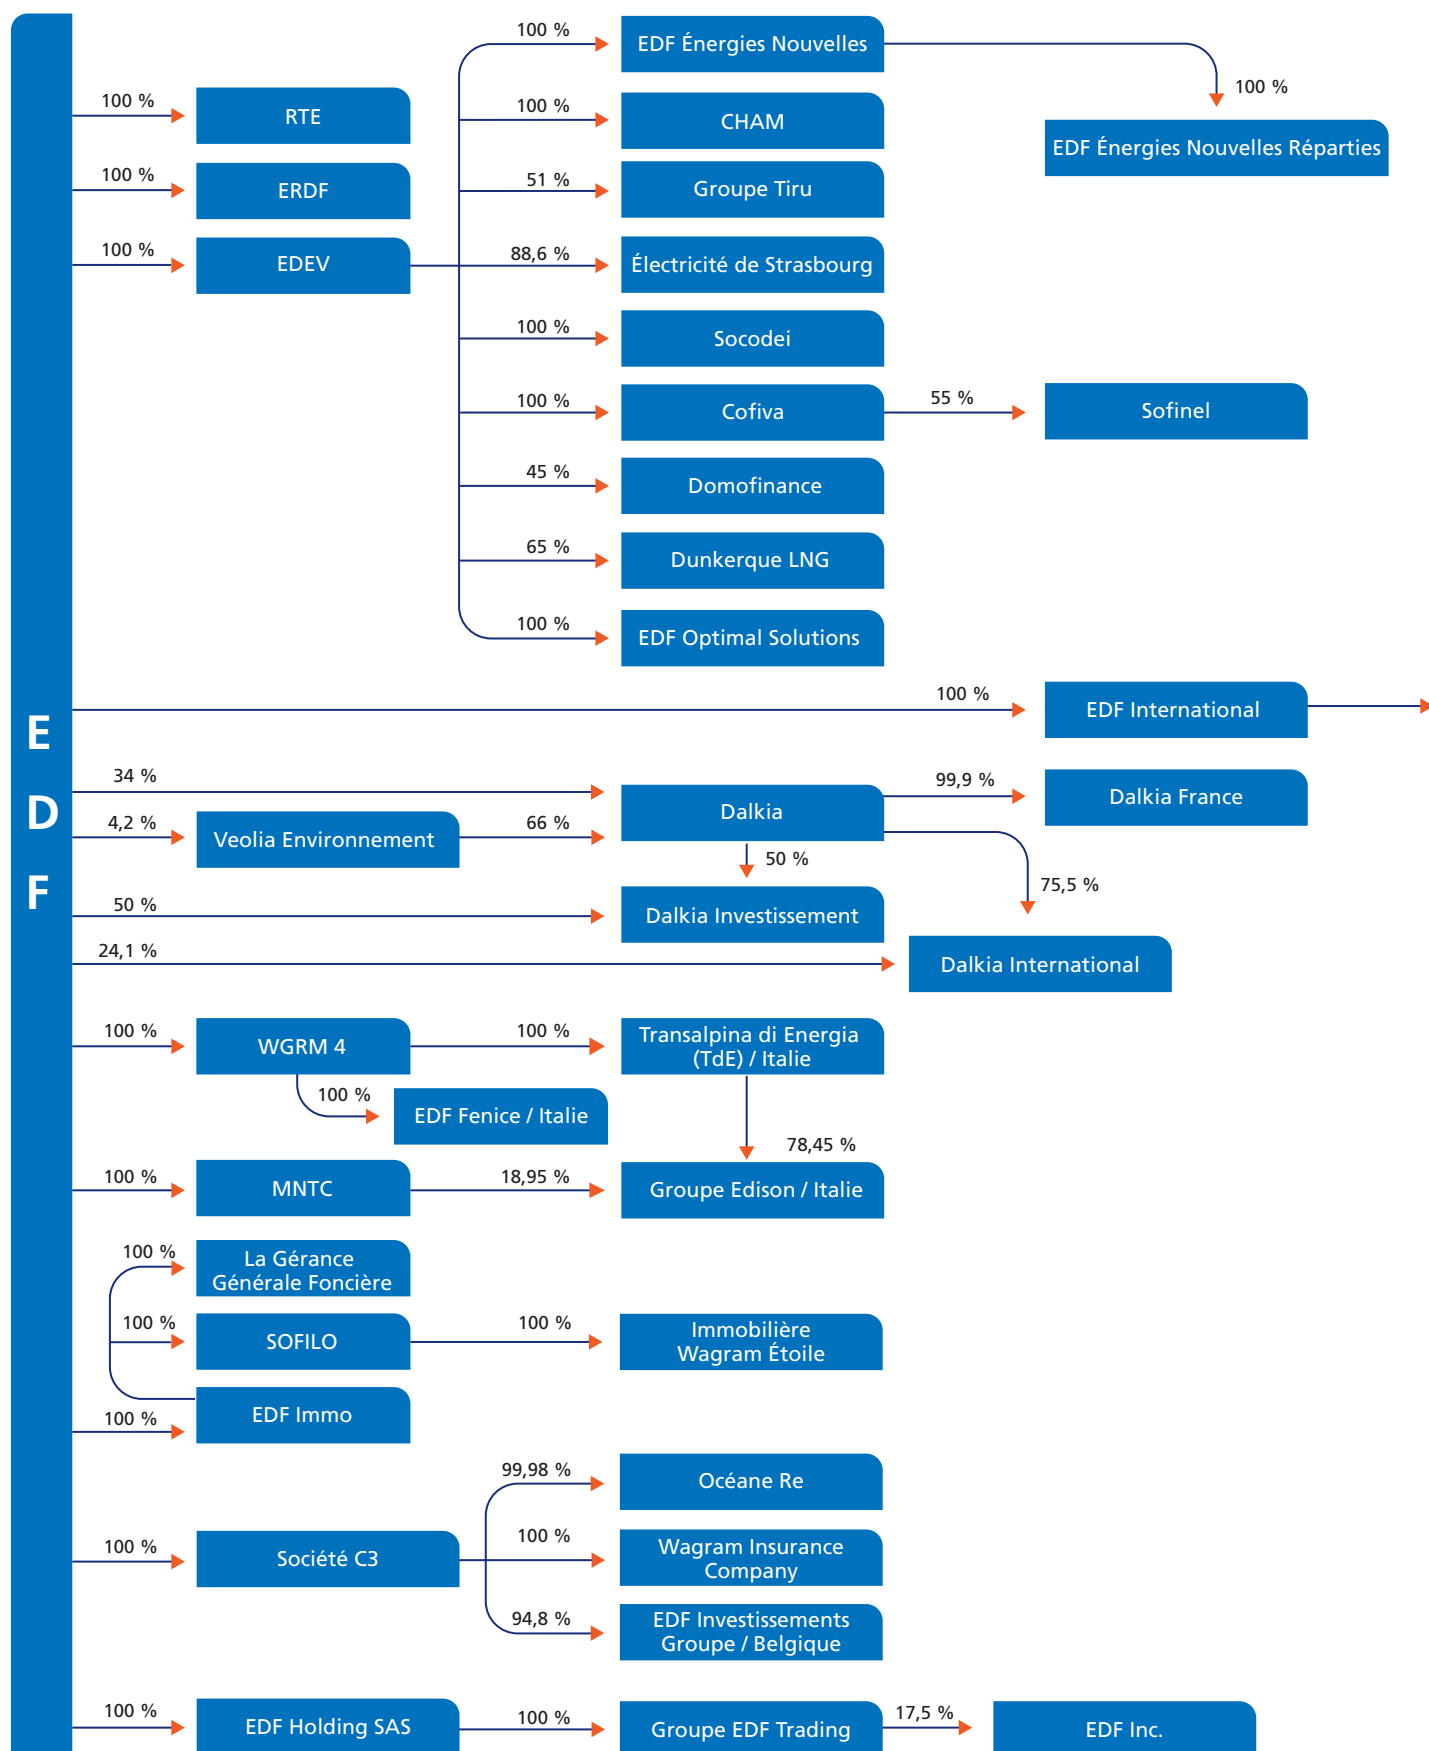 100 %
EDF Énergies Nouvelles
100 %
EDF Énergies Nouvelles Réparties
100 %
RTE
100 %
CHAM
100 %
ERDF
51 %
Groupe Tiru
100 %
EDEV
88,6 %
Électricité de Strasbourg
100 %
Socodei
100 %
Cofiva
55 %
Sofinel
45 %
Domofinance
65 %
Dunkerque LNG
100 %
EDF Optimal Solutions
E
D
F
100 %
EDF International
34 %
Dalkia
99,9 %
Dalkia France
4,2 %
Veolia Environnement
66 %
50 %
75,5 %
50 %
Dalkia Investissement
24,1 %
Dalkia International
100 %
WGRM 4
100 %
Transalpina di Energia
(TdE) / Italie
100 %
EDF Fenice / Italie
78,45 %
100 %
MNTC
18,95 %
Groupe Edison / Italie
100 %
La Gérance
Générale Foncière
100 %
SOFILO
100 %
Immobilière
Wagram Étoile
100 %
EDF Immo
99,98 %
Océane Re
100 %
Société C3
100 %
Wagram Insurance
Company
94,8 %
EDF Investissements
Groupe / Belgique
100 %
EDF Holding SAS
100 %
Groupe EDF Trading
17,5 %
EDF Inc.